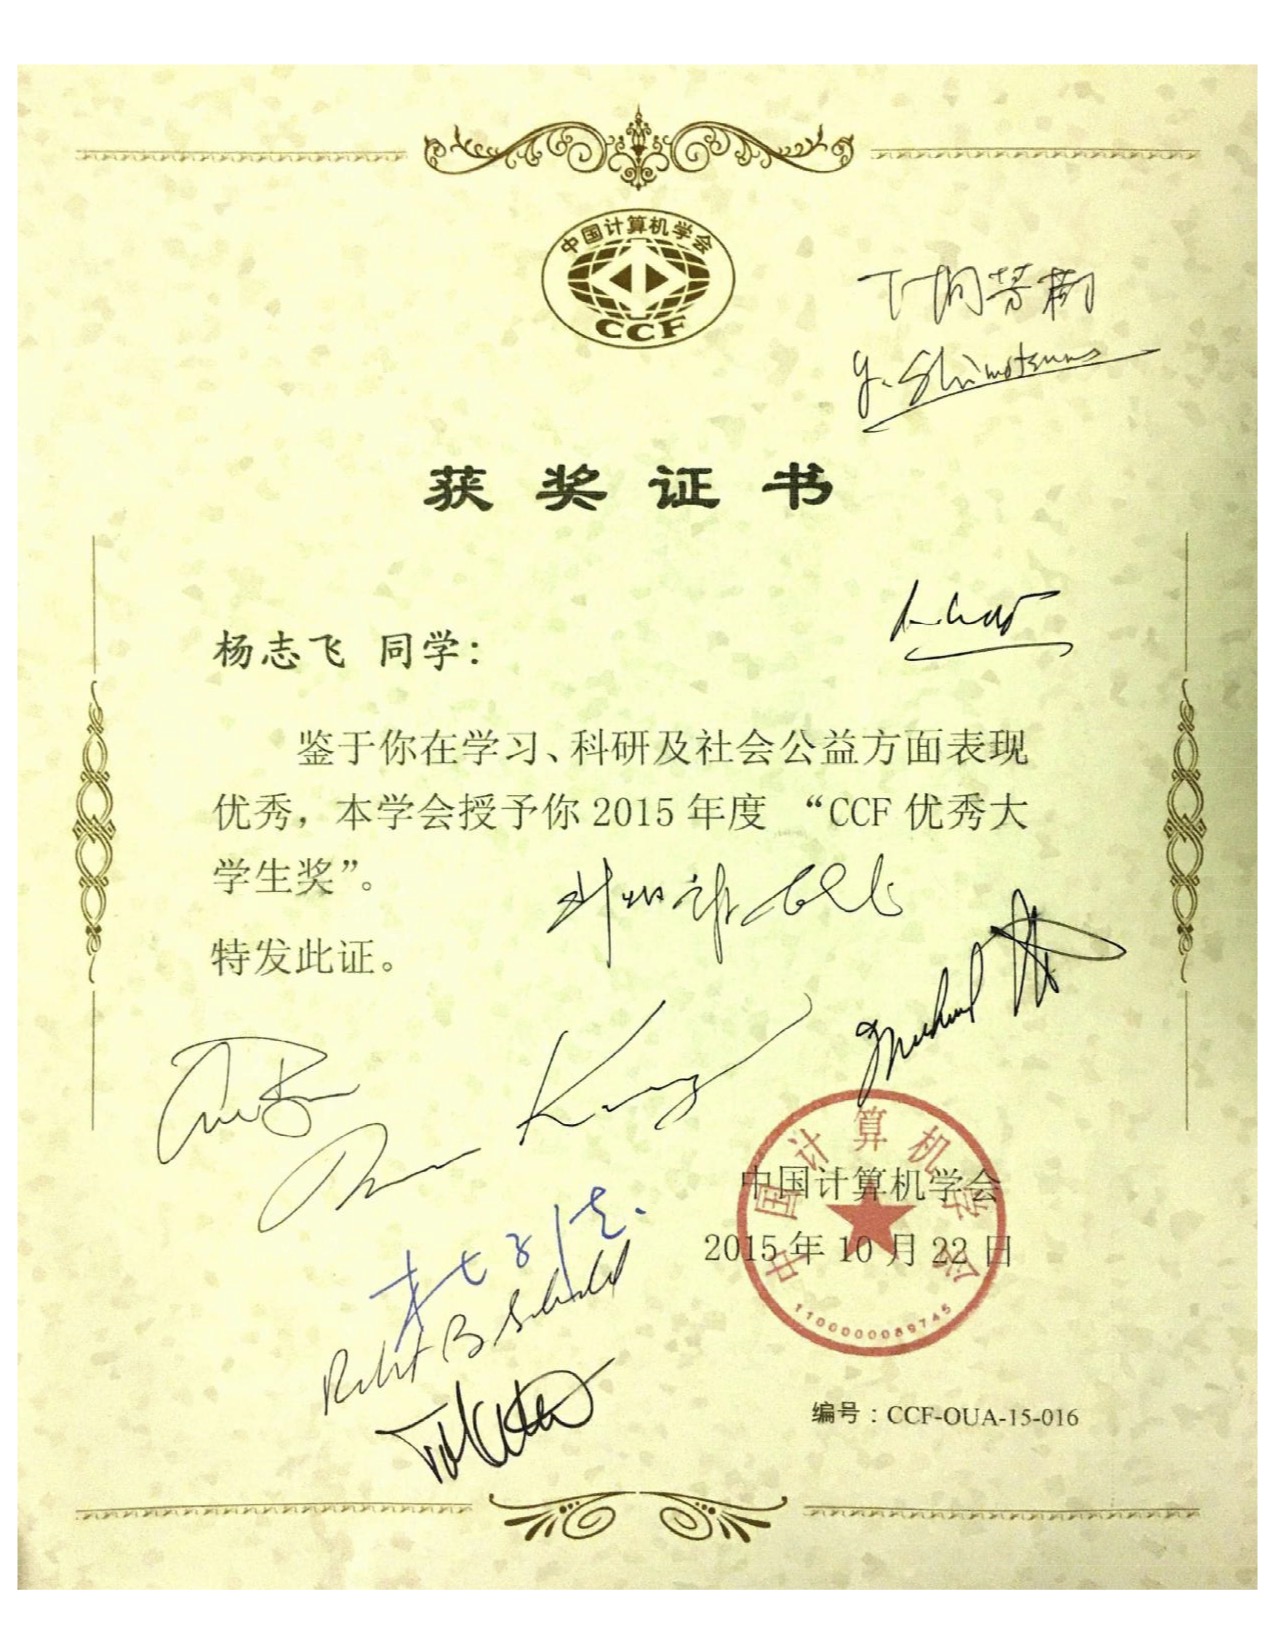 中国计算机学会
CCF
Y. Shimotsuma
获奖证书
杨志飞 同学:
鉴于你在学习、科研及社会公益方面表现
优秀，本学会授予你2015年度 “CCF优秀大
学生奖”。
特发此证。
中国计算机学会
中国计算机学会
2015年10月22日
1100000089745
编号：CCF-OUA-15-016